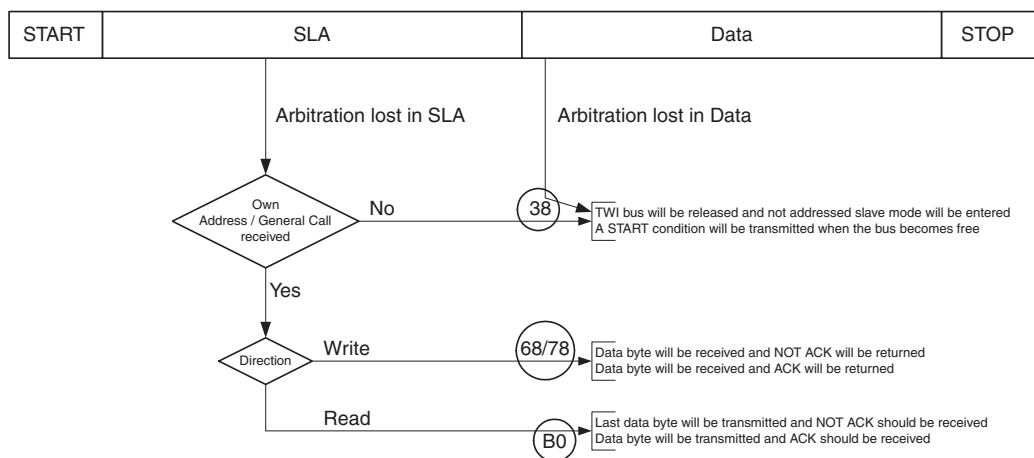 START SLA Data STOP
Arbitration lost in SLA Arbitration lost in Data
Own
Address / General Call
received
No
38
TWI bus will be released and not addressed slave mode will be entered
A START condition will be transmitted when the bus becomes free
Yes
Direction
Write
68/78
Data byte will be received and NOT ACK will be returned
Data byte will be received and ACK will be returned
Read
B0
Last data byte will be transmitted and NOT ACK should be received
Data byte will be transmitted and ACK should be received